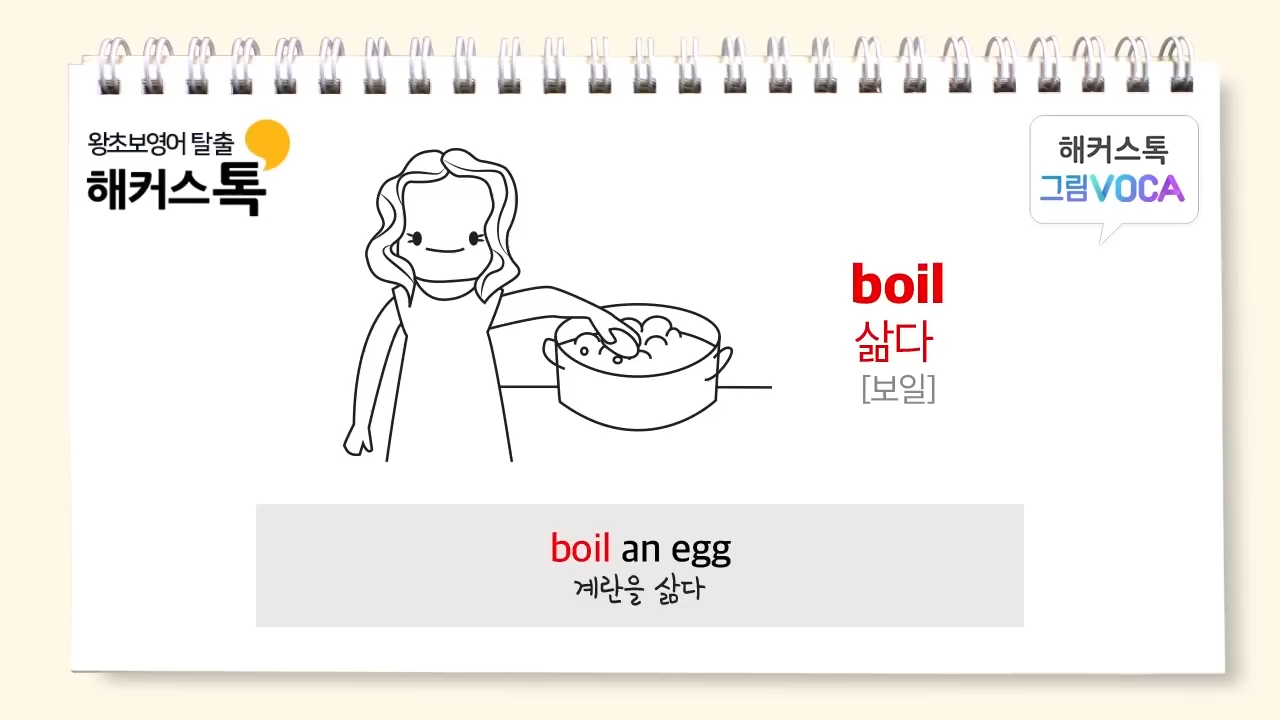 왕초보영어 탈출
해커스톡
해커스톡
그림VOCA
boil
삶다
[보일]
boil an egg
계란을 삶다